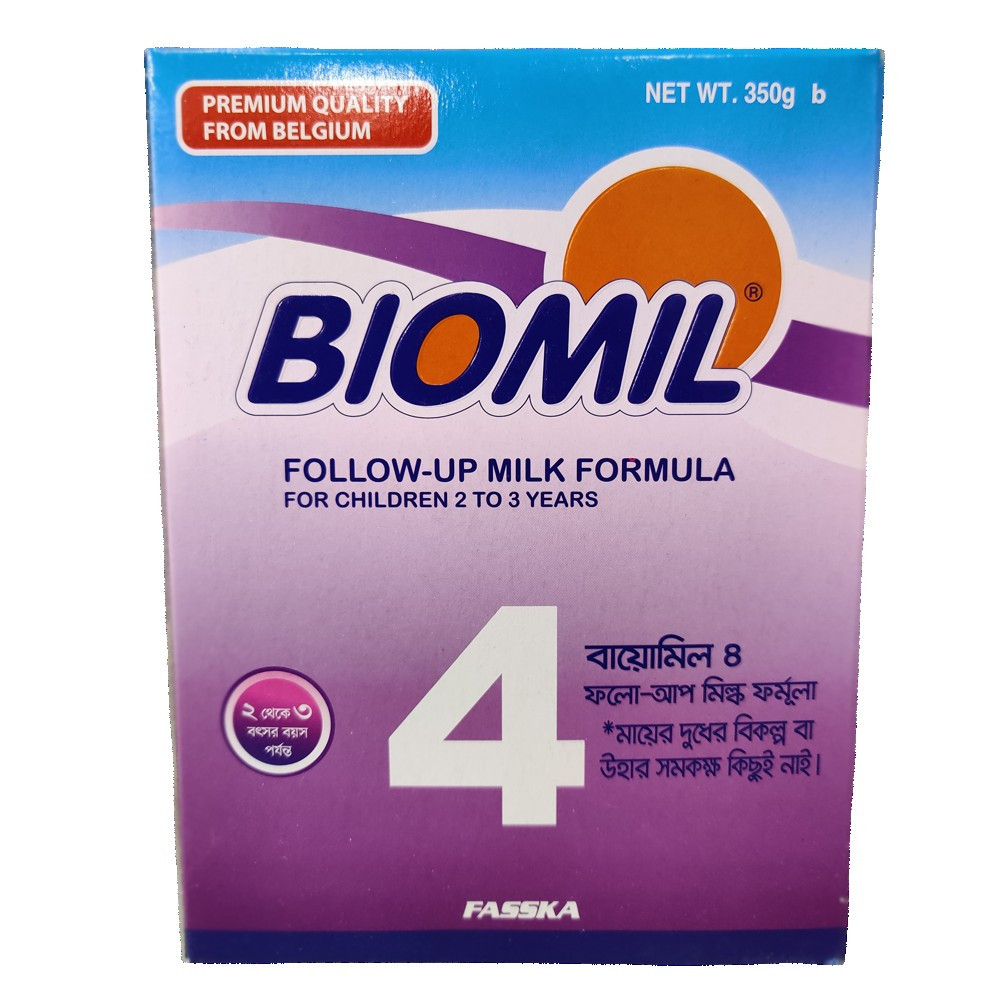 PREMIUM QUALITY
FROM BELGIUM
NET WT. 350g b
BIOMIL®
FOLLOW-UP MILK FORMULA
FOR CHILDREN 2 TO 3 YEARS
4
বায়োমিল ৪
ফলো-আপ মিল্ক ফর্মূলা
*মায়ের দুধের বিকল্প বা
উহার সমকক্ষ কিছুই নাই।
২ থেকে ৩
বৎসর বয়স
পর্যন্ত
FASSKA